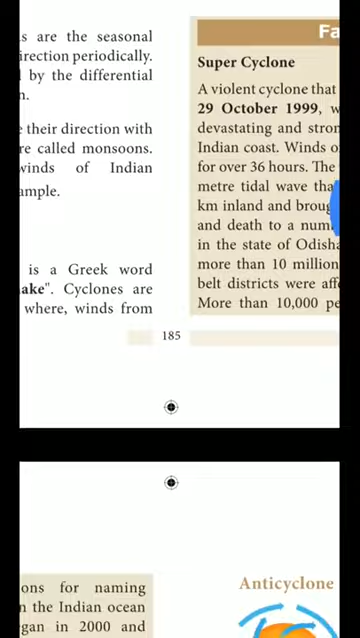 s are the seasonal
irection periodically.
by the differential
n.
their direction with
re called monsoons.
winds of Indian
ample.
is a Greek word
ake". Cyclones are
where, winds from
Fa
Super Cyclone
A violent cyclone that
29 October 1999, w
devastating and stron
Indian coast. Winds o
for over 36 hours. The
metre tidal wave tha
km inland and broug
and death to a num
in the state of Odisha
more than 10 million
belt districts were affe
More than 10,000 pe
185
ons for naming
n the Indian ocean
gan in 2000 and
Anticyclone